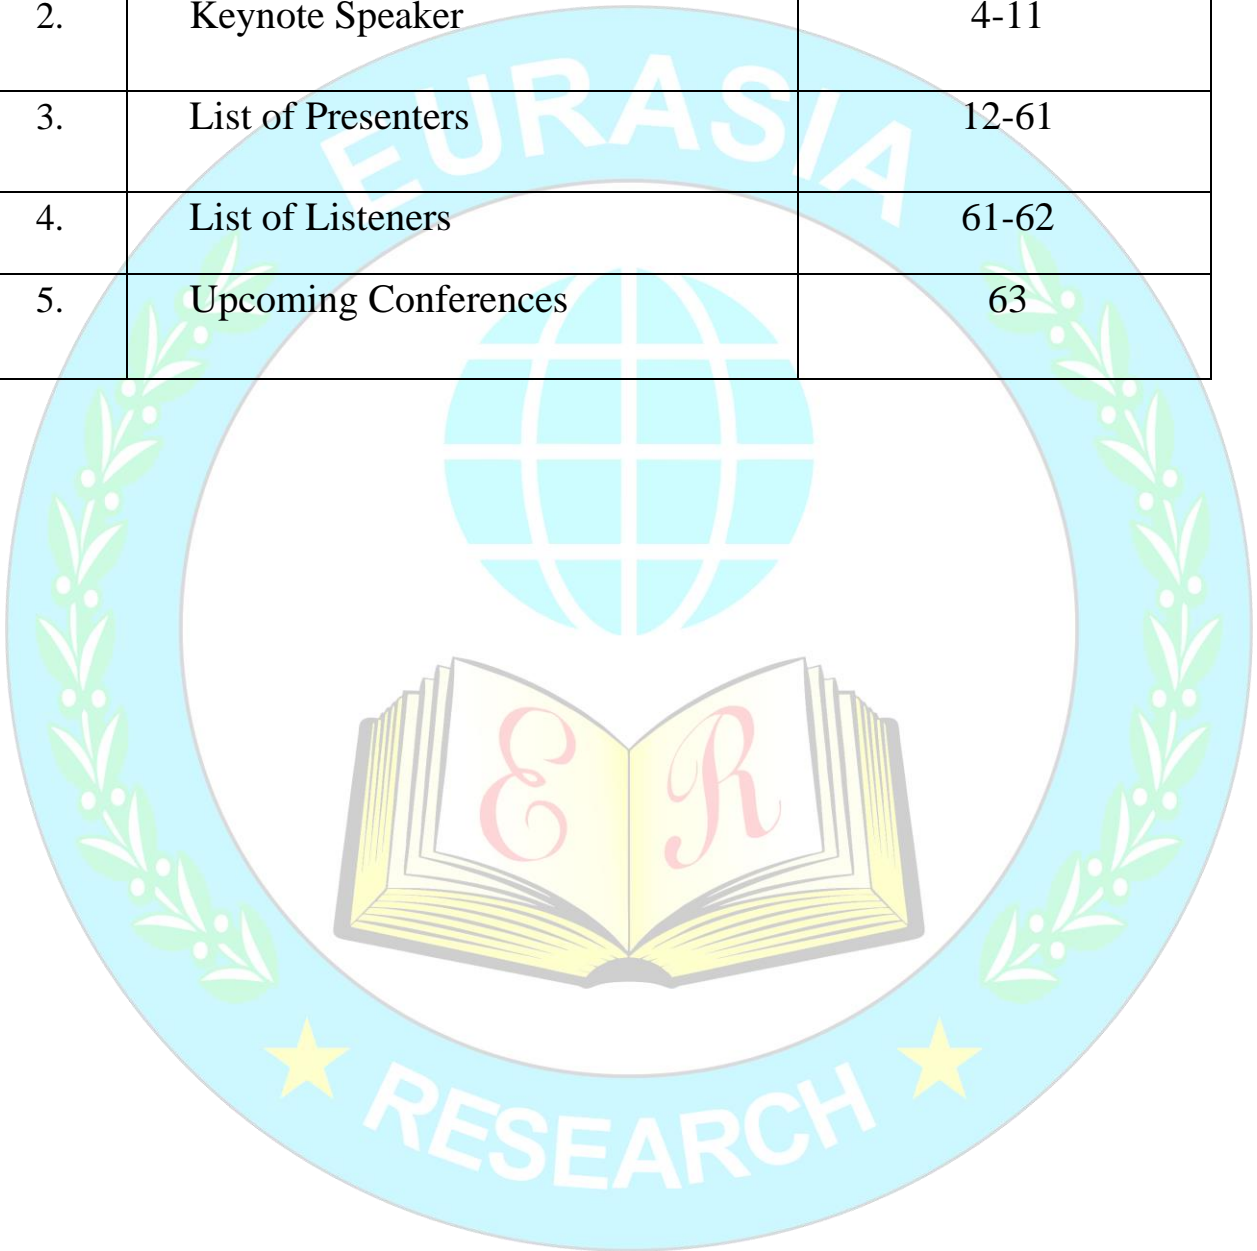 2. Keynote Speaker 4-11
3. List of Presenters 12-61
4. List of Listeners 61-62
5. Upcoming Conferences 63
EURASIA
E R
RESEARCH